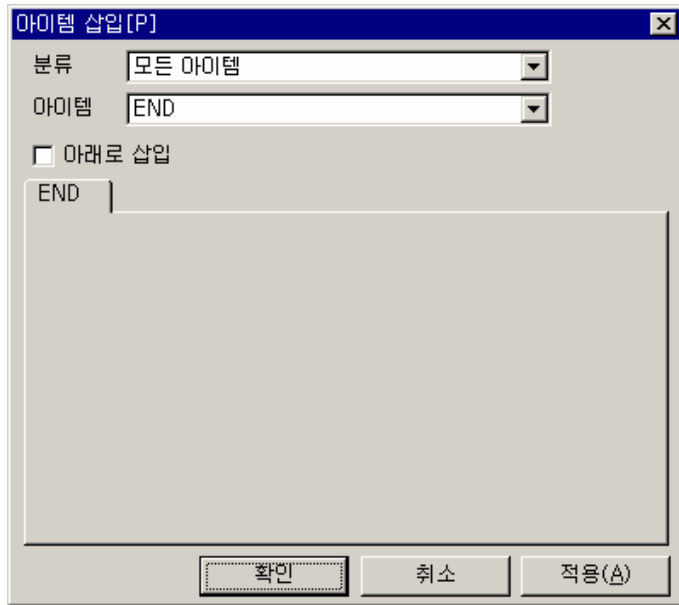 아이템 삽입[P]
분류 모든 아이템
아이템 END
아래로 삽입
END
확인 취소 적용(A)